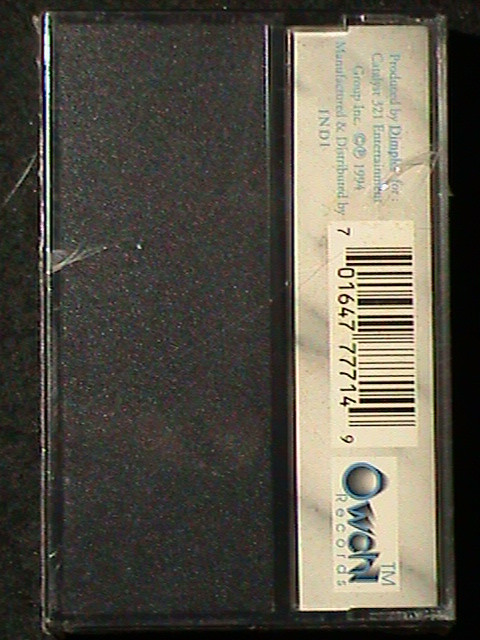 Produced by Dimples for:
Catalyst 321 Entertainment
Group Inc. ©℗ 1994
Manufactured & Distributed by
INDI
7 01647 77714 9
Owan TM
Records